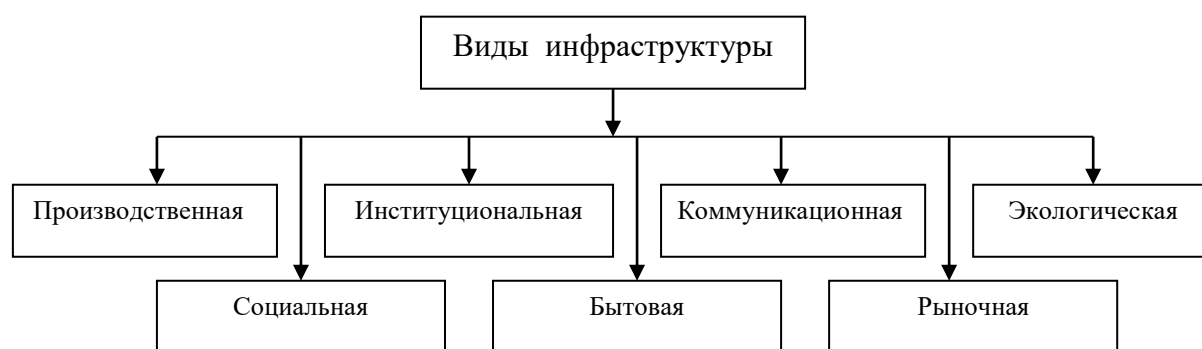 Виды инфраструктуры
Производственная
Институциональная
Коммуникационная
Экологическая
Социальная
Бытовая
Рыночная